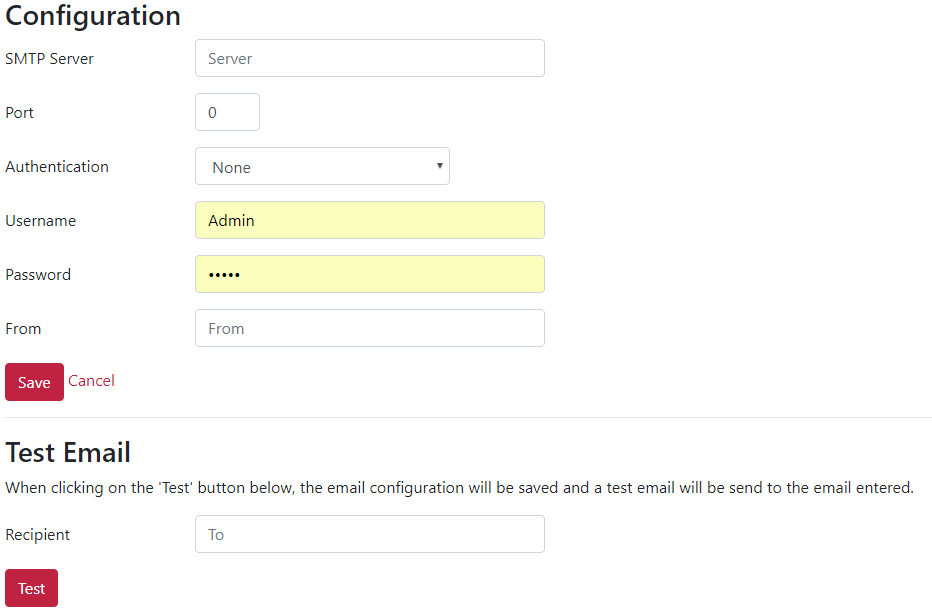 Configuration
SMTP Server Server
Port 0
Authentication None
Username Admin
Password •••••
From From
Save Cancel
Test Email
When clicking on the 'Test' button below, the email configuration will be saved and a test email will be send to the email entered.
Recipient To
Test